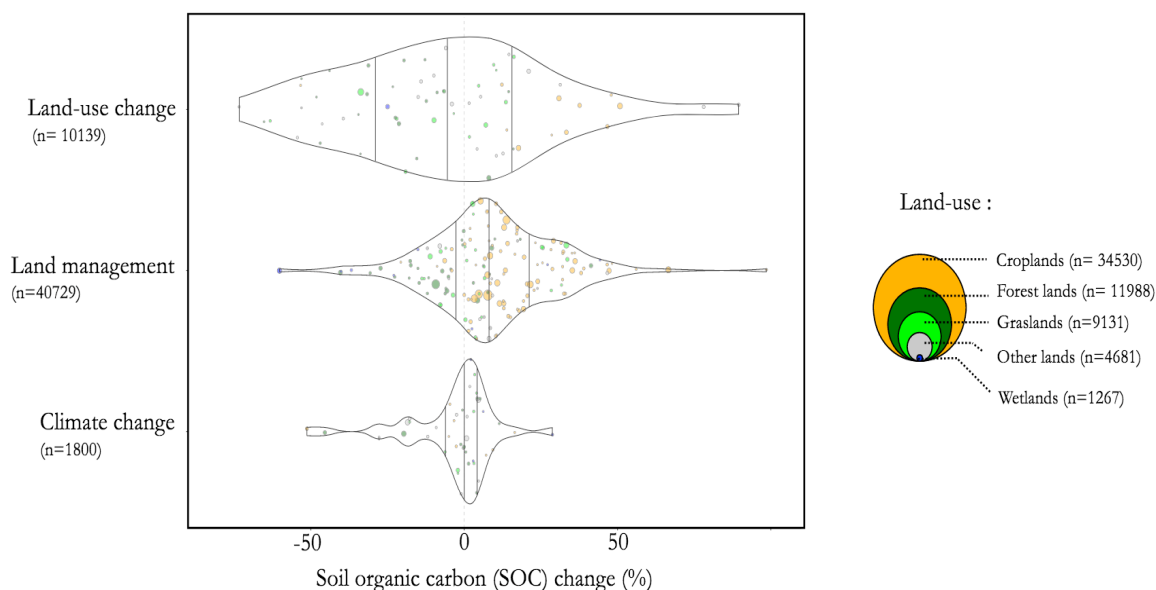 Land-use change
(n= 10139)
Land management
(n=40729)
Climate change
(n=1800)
-50
0
50
Soil organic carbon (SOC) change (%)
Land-use :
Croplands (n= 34530)
Forest lands (n= 11988)
Graslands (n=9131)
Other lands (n=4681)
Wetlands (n=1267)